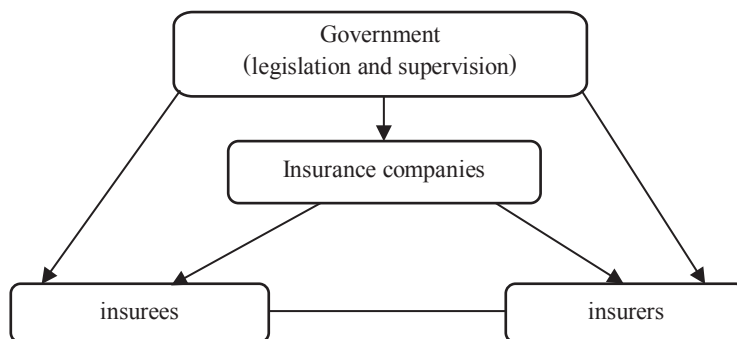 Government
(legislation and supervision)
Insurance companies
insurees
insurers